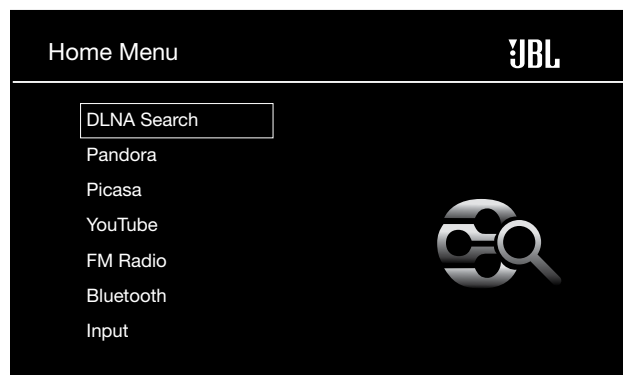 Home Menu
JBL
DLNA Search
Pandora
Picasa
YouTube
FM Radio
Bluetooth
Input